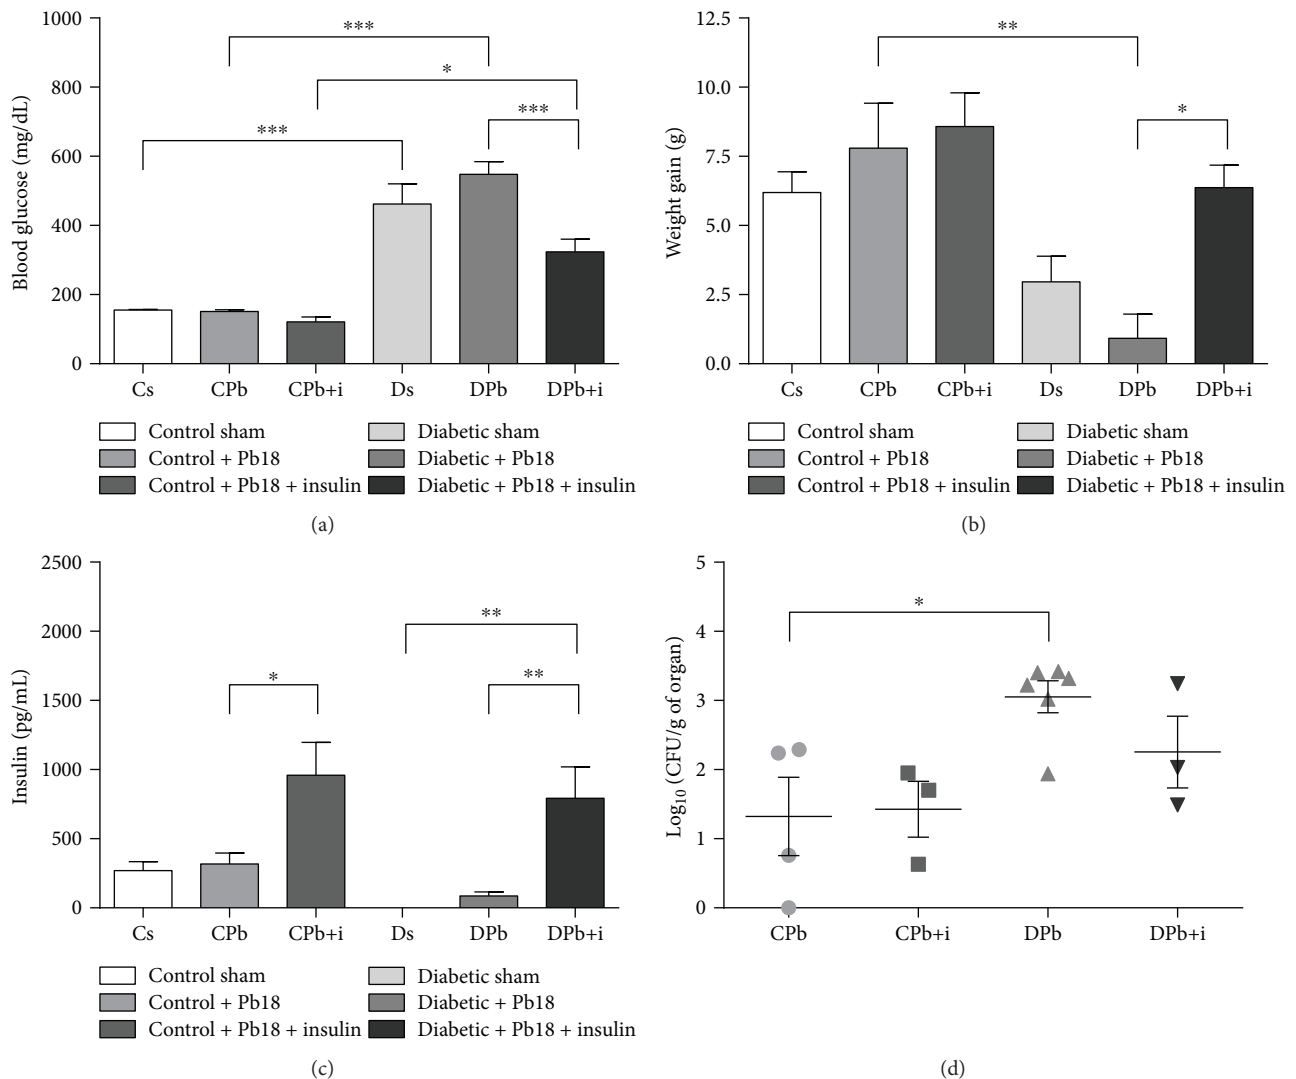 1000
800
600
400
200
0
Blood glucose (mg/dL)
***
*
***
***
Cs CPb CPb+i Ds DPb DPb+i
Control sham Diabetic sham
Control + Pb18 Diabetic + Pb18
Control + Pb18 + insulin Diabetic + Pb18 + insulin
(a)
12.5
10.0
7.5
5.0
2.5
0.0
Weight gain (g)
**
*
Cs CPb CPb+i Ds DPb DPb+i
Control sham Diabetic sham
Control + Pb18 Diabetic + Pb18
Control + Pb18 + insulin Diabetic + Pb18 + insulin
(b)
2500
2000
1500
1000
500
0
Insulin (pg/mL)
**
*
**
Cs CPb CPb+i Ds DPb DPb+i
Control sham Diabetic sham
Control + Pb18 Diabetic + Pb18
Control + Pb18 + insulin Diabetic + Pb18 + insulin
(c)
5
4
3
2
1
0
Log10 (CFU/g of organ)
*
CPb CPb+i DPb DPb+i
(d)